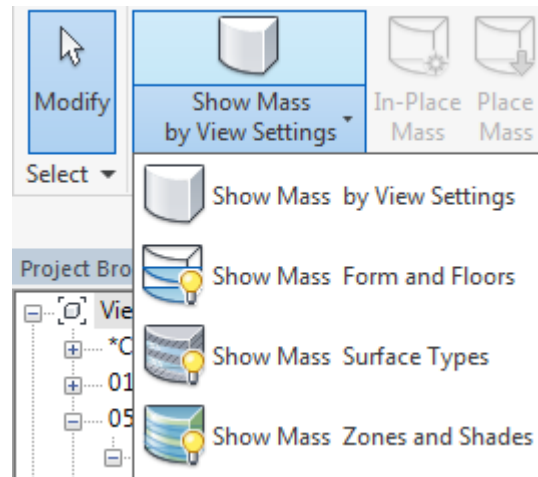 Modify
Show Mass
by View Settings
In-Place
Mass
Place
Mass
Select
Show Mass by View Settings
Project Bro
Show Mass Form and Floors
Vie
*C
01
Show Mass Surface Types
05
Show Mass Zones and Shades